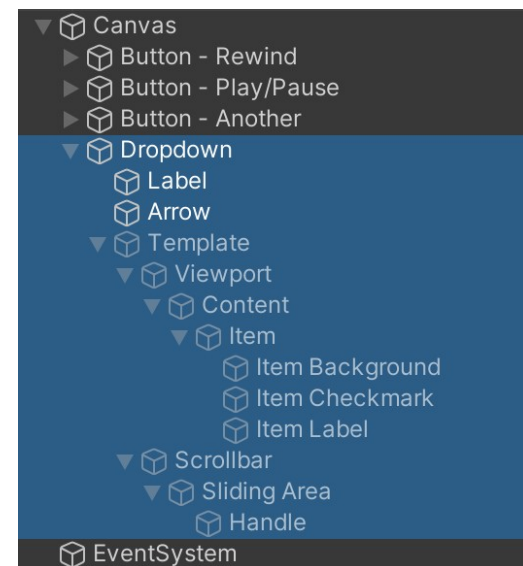 Canvas
Button - Rewind
Button - Play/Pause
Button - Another
Dropdown
Label
Arrow
Template
Viewport
Content
Item
Item Background
Item Checkmark
Item Label
Scrollbar
Sliding Area
Handle
EventSystem